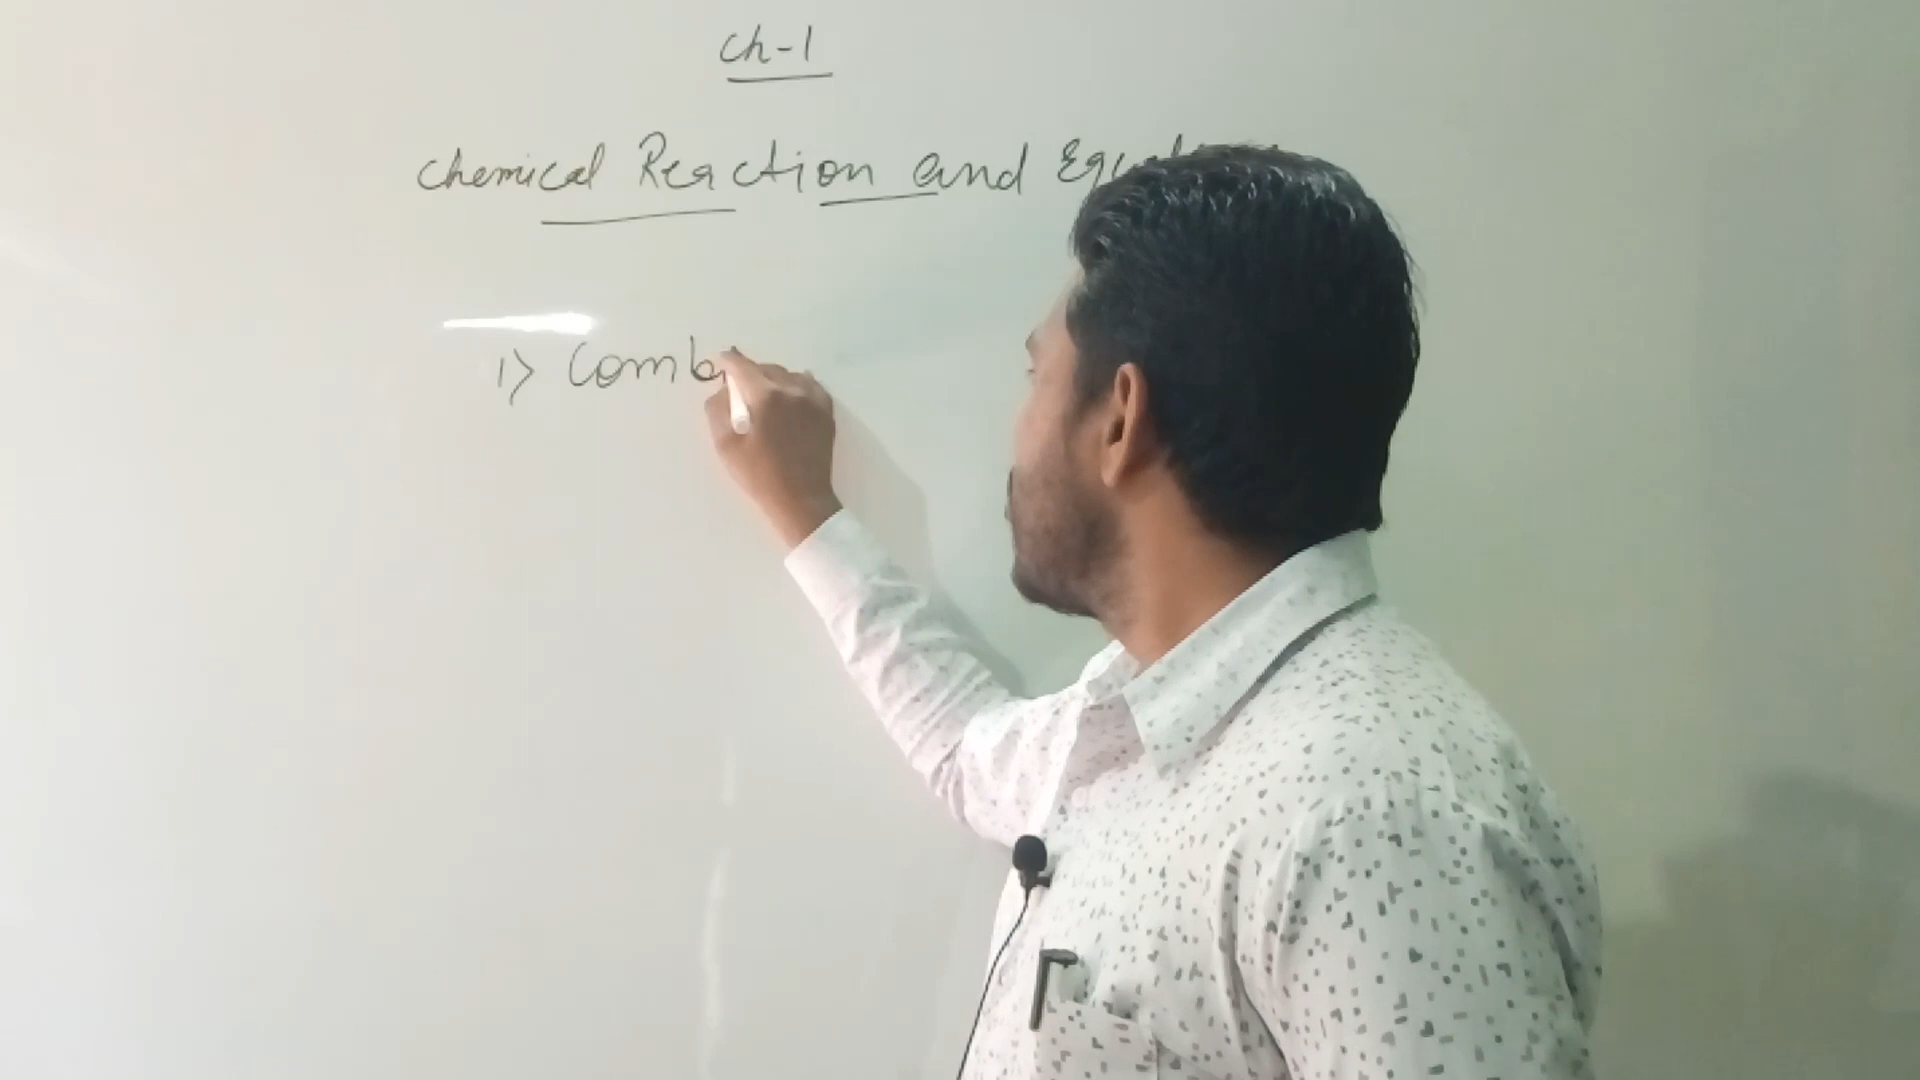 Ch-1
Chemical Reaction and
1) Comb